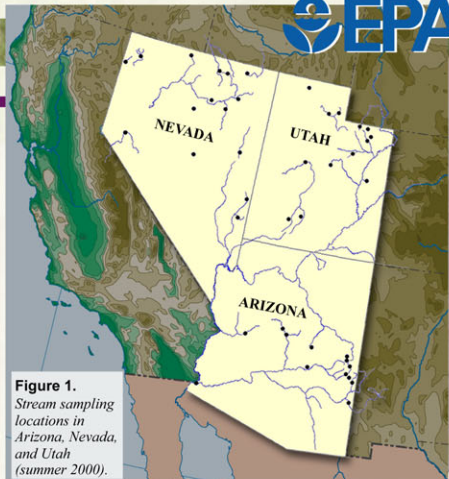 EPA
NEVADA
UTAH
ARIZONA
Figure 1.
Stream sampling
locations in
Arizona, Nevada,
and Utah
(summer 2000).